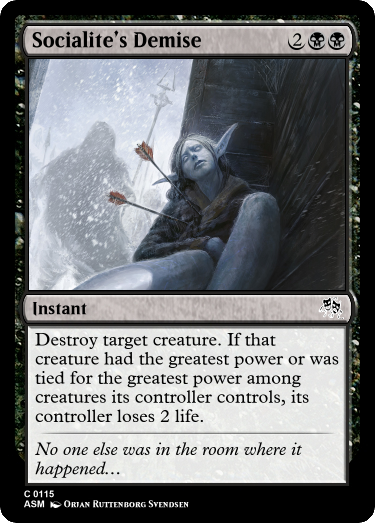 Socialite's Demise 2
Instant
Destroy target creature. If that
creature had the greatest power or was
tied for the greatest power among
creatures its controller controls, its
controller loses 2 life.
No one else was in the room where it
happened…
C 0115
ASM Orian Ruttenborg Svendsen